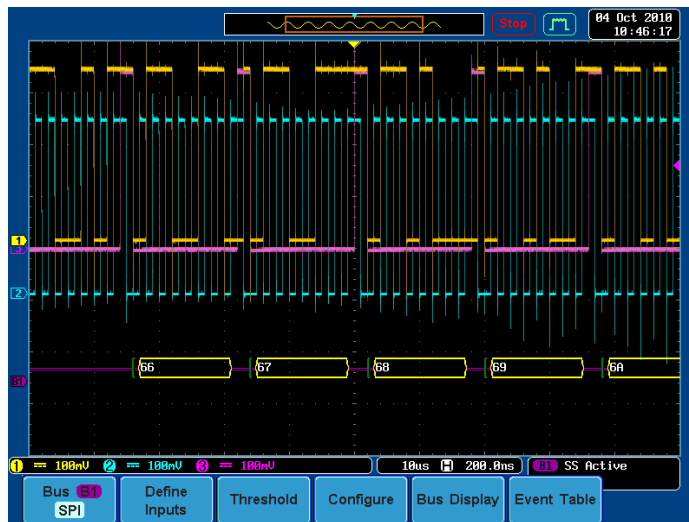 Stop
04 Oct 2010
10:46:17
1
3
2
66 67 68 69 6A
B1
1 100mV 2 100mV 3 100mV 10us H 200.0ns B1 SS Active
Bus B1 Define Threshold Configure Bus Display Event Table
SPI Inputs